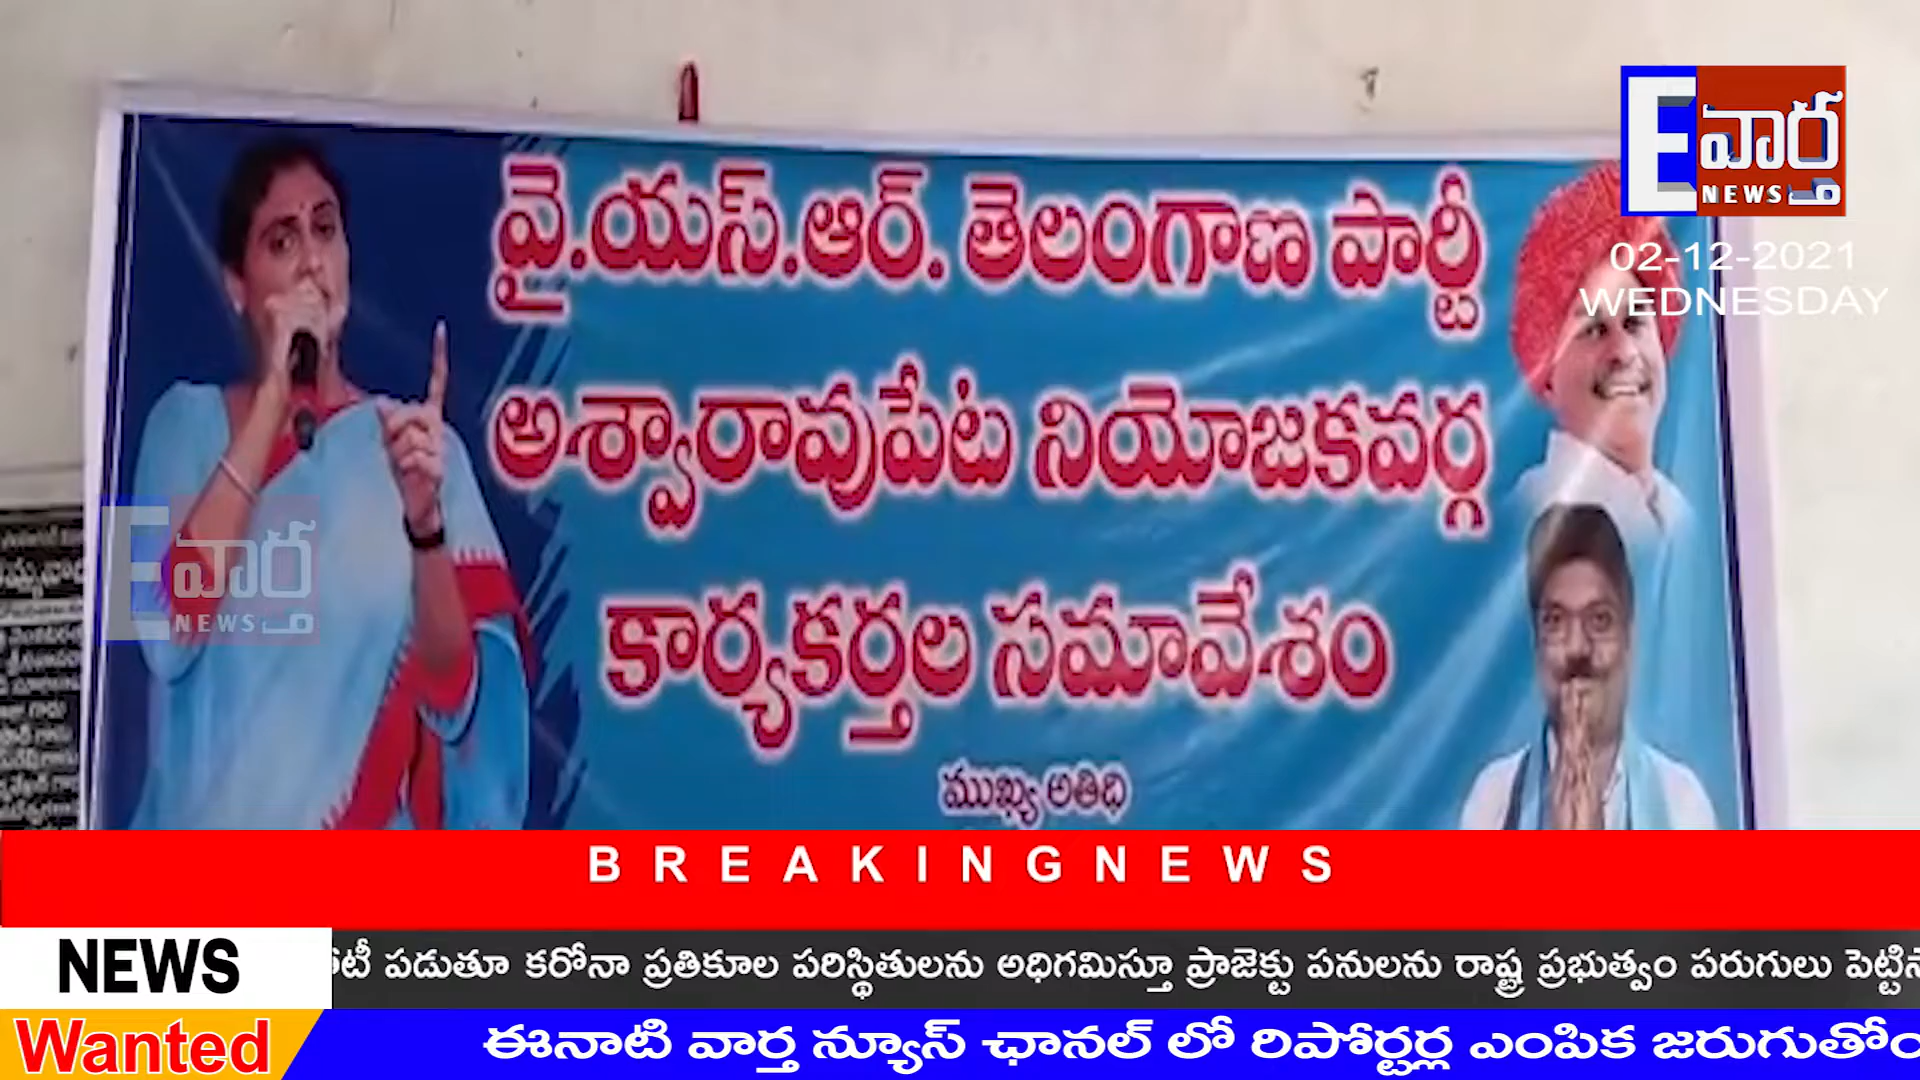 E వార్త
NEWS
02-12-2021
WEDNESDAY
వై.యస్.ఆర్. తెలంగాణ పార్టీ
అశ్వారావుపేట నియోజకవర్గ
కార్యకర్తల సమావేశం
ముఖ్య అతిధి
E వార్త
NEWS
BREAKINGNEWS
NEWS
పడుతూ కరోనా ప్రతికూల పరిస్థితులను అధిగమిస్తూ ప్రాజెక్టు పనులను రాష్ట్ర ప్రభుత్వం పరుగులు
Wanted
ఈనాటి వార్త న్యూస్ ఛానల్ లో రిపోర్టర్ల ఎంపిక